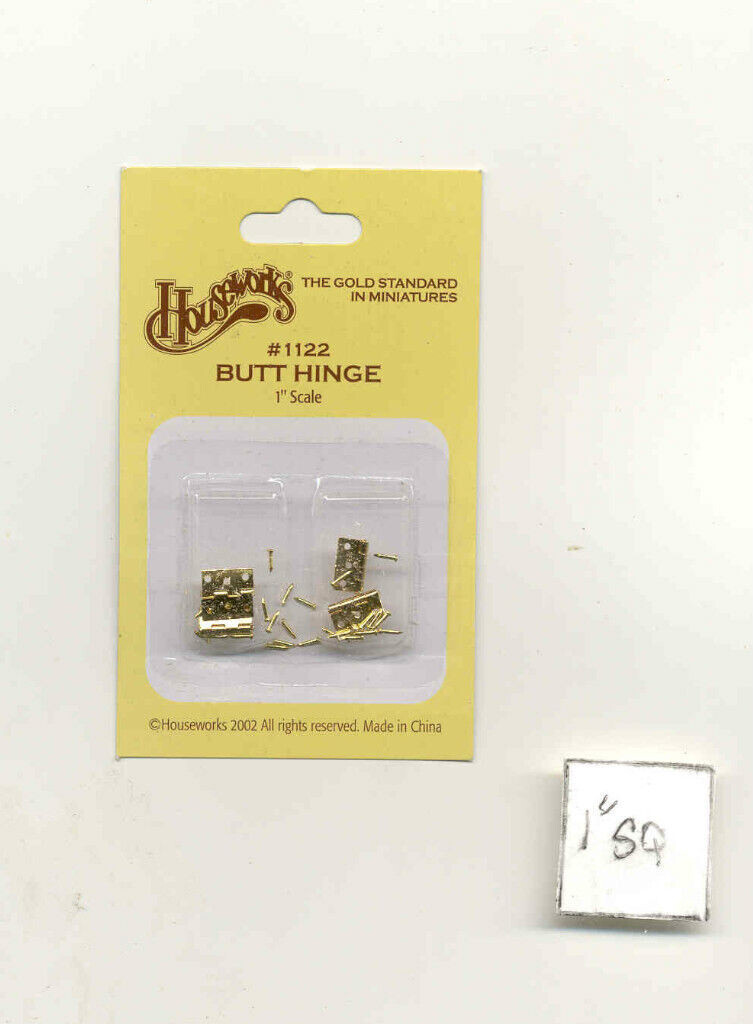 Houseworks®
THE GOLD STANDARD
IN MINIATURES
#1122
BUTT HINGE
1" Scale
©Houseworks 2002 All rights reserved. Made in China
1" SQ